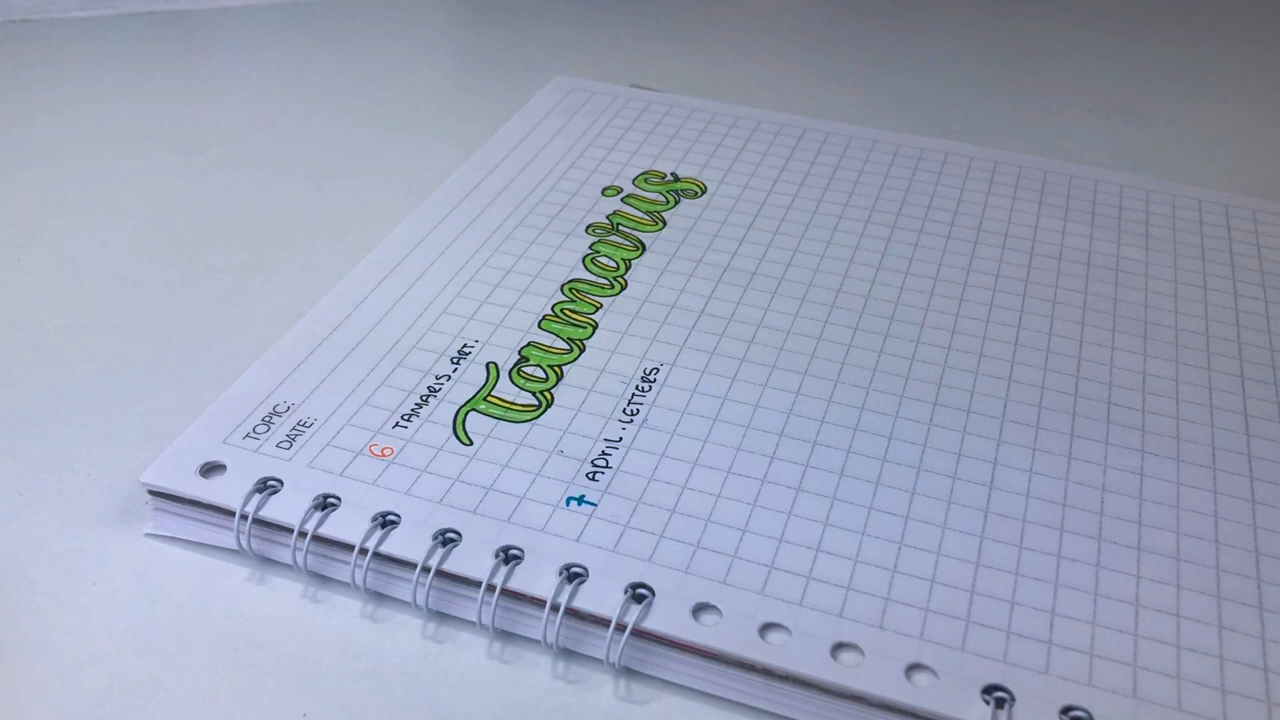 TOPIC:
DATE:
6 TAMARIS_ART.
Tamaris
7 APRIL.LETTERS.